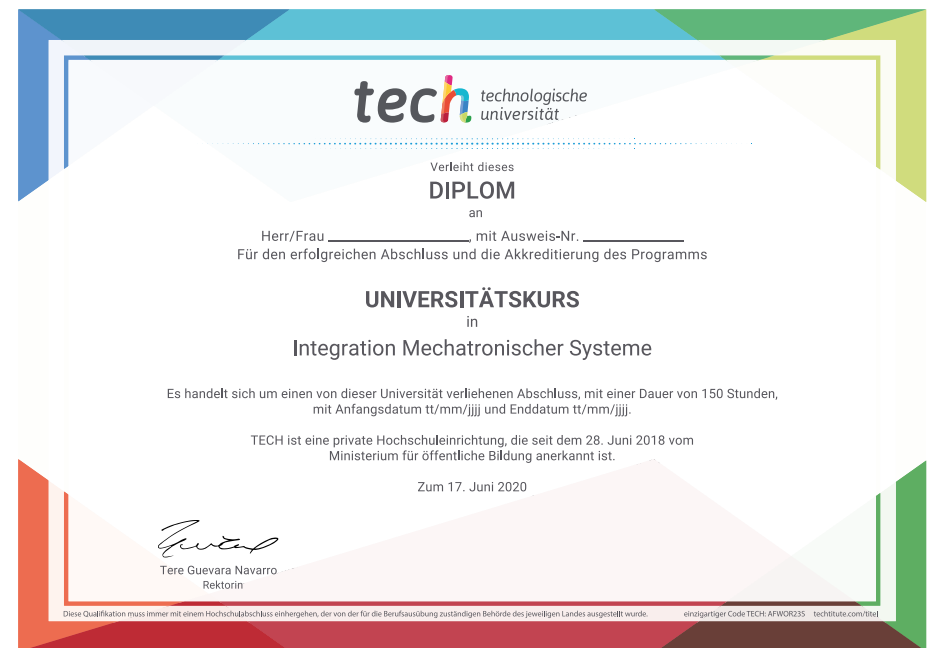 tech technologische
universität
Verleiht dieses
DIPLOM
an
Herr/Frau ____________________, mit Ausweis-Nr. ______________
Für den erfolgreichen Abschluss und die Akkreditierung des Programms
UNIVERSITÄTSKURS
in
Integration Mechatronischer Systeme
Es handelt sich um einen von dieser Universität verliehenen Abschluss, mit einer Dauer von 150 Stunden,
mit Anfangsdatum tt/mm/jjjj und Enddatum tt/mm/jjjj.
TECH ist eine private Hochschuleinrichtung, die seit dem 28. Juni 2018 vom
Ministerium für öffentliche Bildung anerkannt ist.
Zum 17. Juni 2020
Tere Guevara Navarro
Rektorin
Diese Qualifikation muss immer mit einem Hochschulabschluss einhergehen, der von der für die Berufsausübung zuständigen Behörde des jeweiligen Landes ausgestellt wurde. einzigartiger Code TECH: AFWOR23S techtitute.com/titel